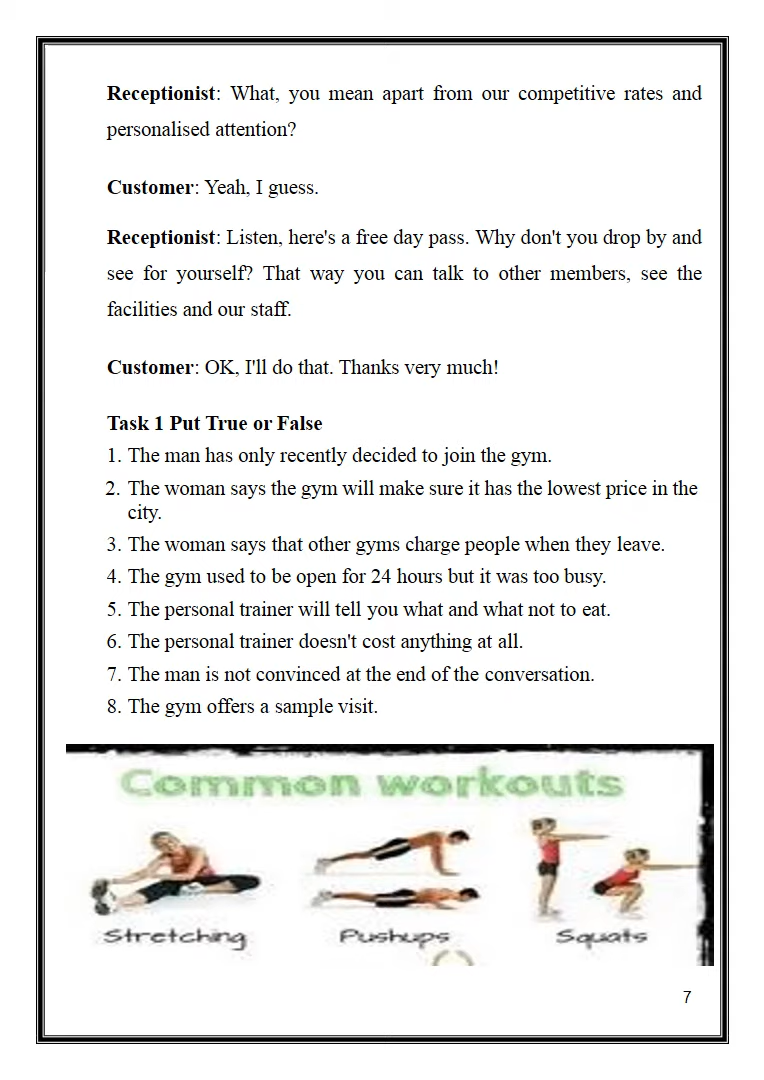 Receptionist: What, you mean apart from our competitive rates and
personalised attention?
Customer: Yeah, I guess.
Receptionist: Listen, here's a free day pass. Why don't you drop by and
see for yourself? That way you can talk to other members, see the
facilities and our staff.
Customer: OK, I'll do that. Thanks very much!
Task 1 Put True or False
1. The man has only recently decided to join the gym.
2. The woman says the gym will make sure it has the lowest price in the
city.
3. The woman says that other gyms charge people when they leave.
4. The gym used to be open for 24 hours but it was too busy.
5. The personal trainer will tell you what and what not to eat.
6. The personal trainer doesn't cost anything at all.
7. The man is not convinced at the end of the conversation.
8. The gym offers a sample visit.
Common workouts
Stretching Pushups Squats
7